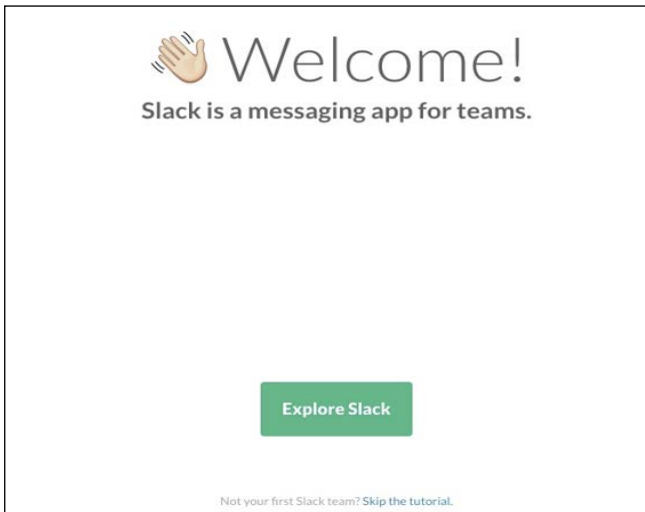 Welcome!
Slack is a messaging app for teams.
Explore Slack
Not your first Slack team? Skip the tutorial.